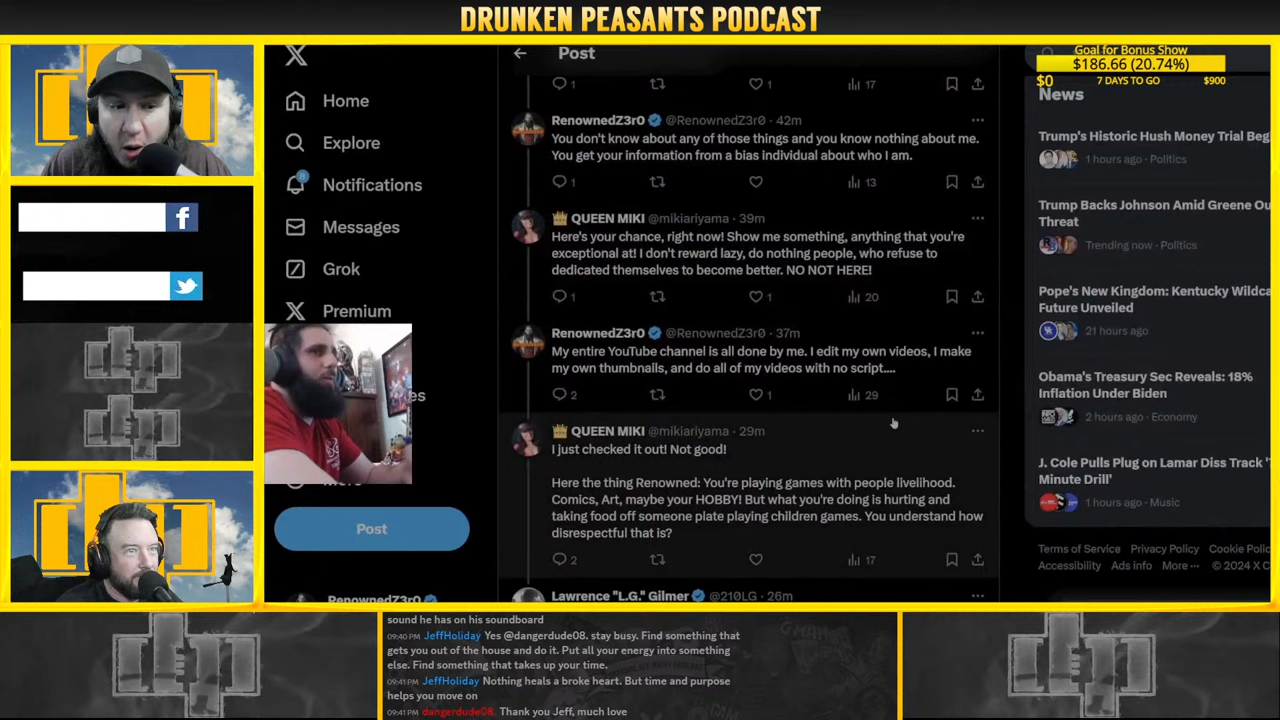 DRUNKEN PEASANTS PODCAST
Goal for Bonus Show
$186.66 (20.74%)
$0
7 DAYS TO GO
$900
Post
Home
Explore
Notifications
8
Messages
Grok
Premium
es
Post
RenownedZ3r0
1
1
17
RenownedZ3r0 @RenownedZ3r0 · 42m
You don't know about any of those things and you know nothing about me.
You get your information from a bias individual about who I am.
1
13
QUEEN MIKI @mikiariyama · 39m
Here's your chance, right now! Show me something, anything that you're
exceptional at! I don't reward lazy, do nothing people, who refuse to
dedicated themselves to become better. NO NOT HERE!
1
1
20
RenownedZ3r0 @RenownedZ3r0 · 37m
My entire YouTube channel is all done by me. I edit my own videos, I make
my own thumbnails, and do all of my videos with no script....
2
1
29
QUEEN MIKI @mikiariyama · 29m
I just checked it out! Not good!
Here the thing Renowned: You're playing games with people livelihood.
Comics, Art, maybe your HOBBY! But what you're doing is hurting and
taking food off someone plate playing children games. You understand how
disrespectful that is?
2
17
Lawrence "L.G." Gilmer @210LG · 26m
News
Trump's Historic Hush Money Trial Beg
1 hours ago · Politics
Trump Backs Johnson Amid Greene Ou
Threat
Trending now · Politics
Pope's New Kingdom: Kentucky Wildca
Future Unveiled
21 hours ago
Obama's Treasury Sec Reveals: 18%
Inflation Under Biden
2 hours ago · Economy
J. Cole Pulls Plug on Lamar Diss Track '7
Minute Drill'
1 hours ago · Music
Terms of Service Privacy Policy Cookie Polic
Accessibility Ads info More ··· © 2024 X C
sound he has on his soundboard
09:40 PM JeffHoliday Yes @dangerdude08. stay busy. Find something that
gets you out of the house and do it. Put all your energy into something
else. Find something that takes up your time.
09:41 PM JeffHoliday Nothing heals a broke heart. But time and purpose
helps you move on
09:41 PM dangerdude08. Thank you Jeff, much love